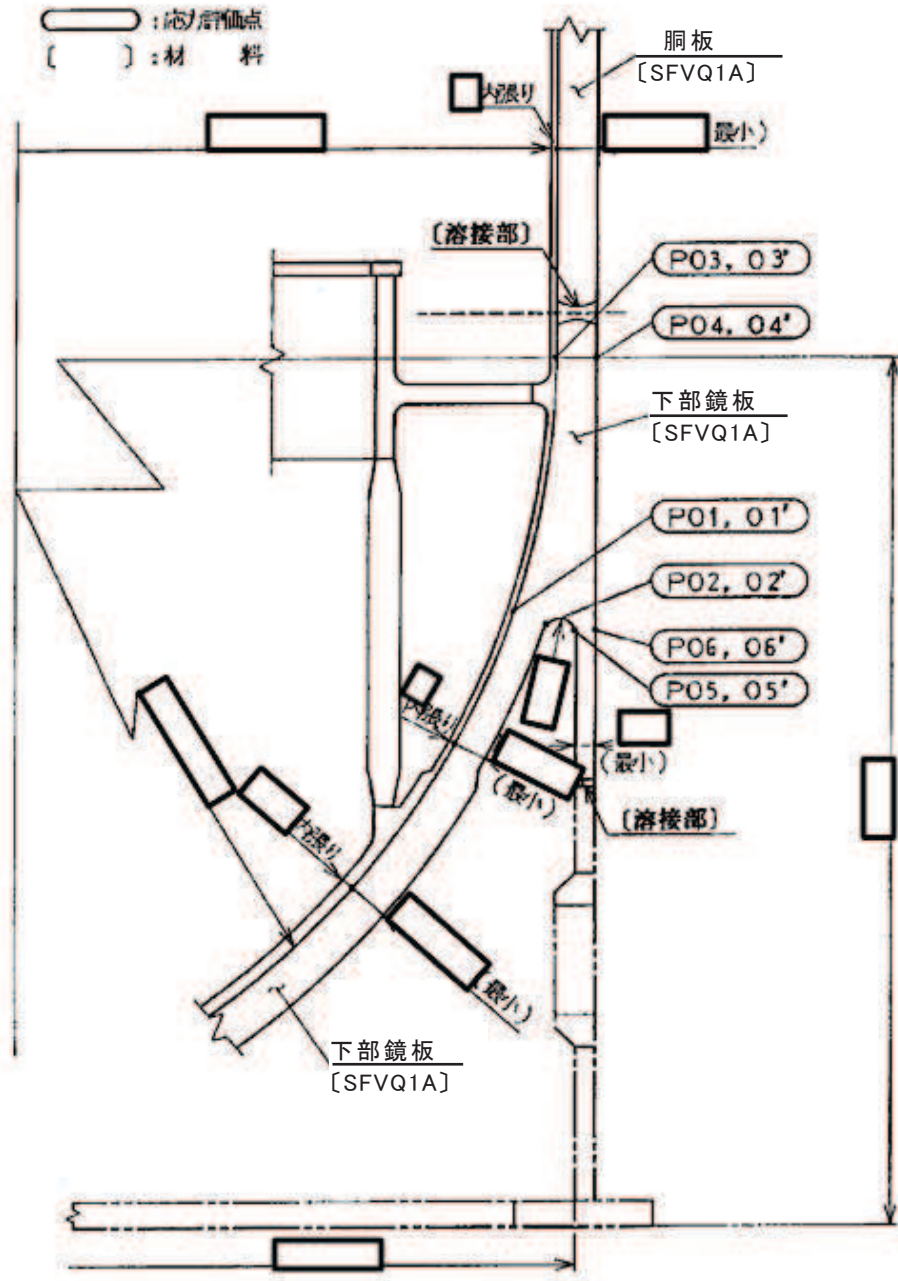 ：応力評価点
〔　　〕：材　料
胴板
〔SFVQ1A〕
内張り
最小）
〔溶接部〕
P03, 03'
P04, 04'
下部鏡板
〔SFVQ1A〕
P01, 01'
P02, 02'
P06, 06'
P05, 05'
内張り
（最小）
（最小）
〔溶接部〕
内張り
（最小）
下部鏡板
〔SFVQ1A〕